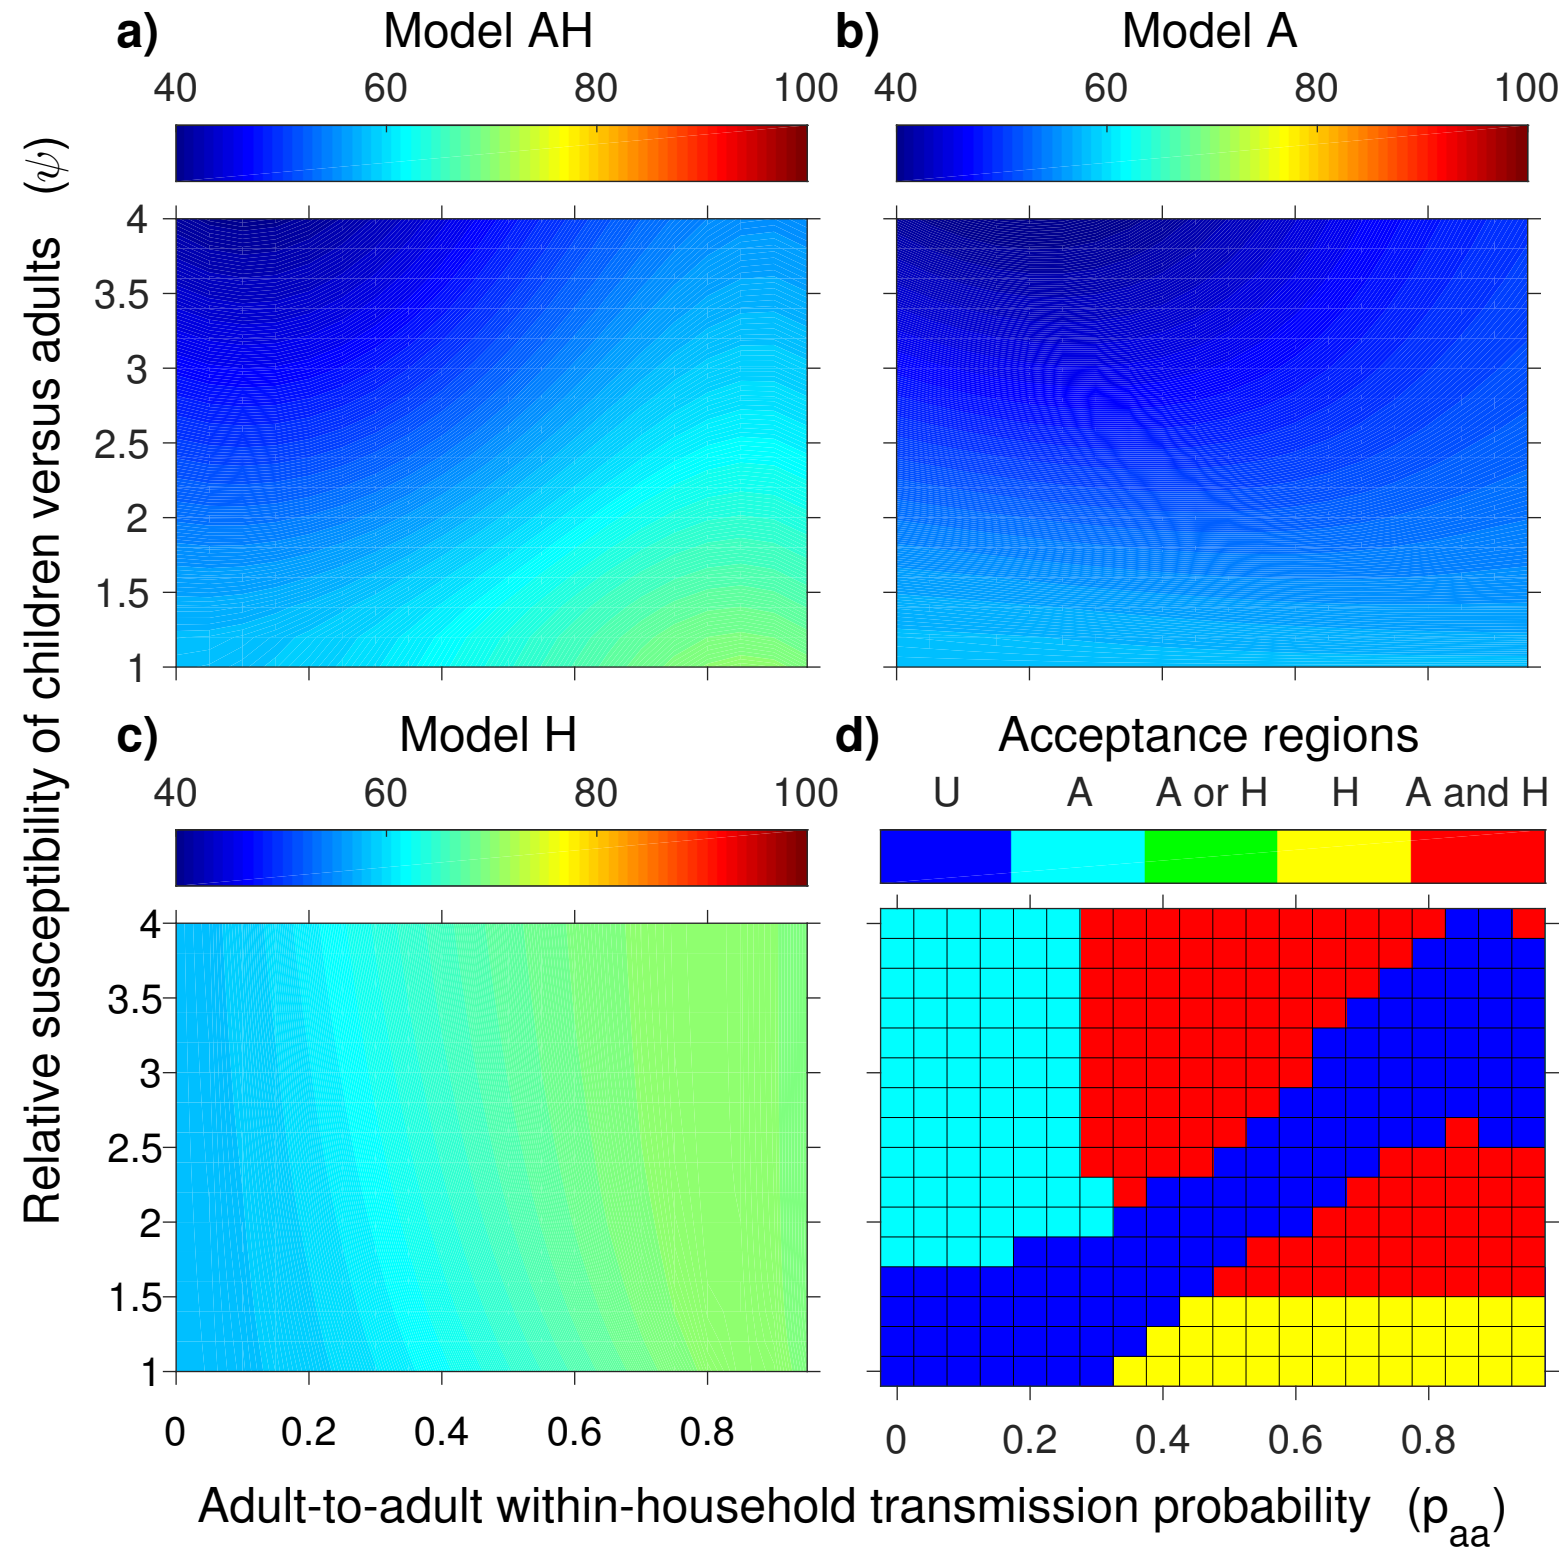 a) Model AH
40 60 80 100
b) Model A
40 60 80 100
Relative susceptibility of children versus adults (ψ)
4
3.5
3
2.5
2
1.5
1
c) Model H
40 60 80 100
4
3.5
3
2.5
2
1.5
1
0 0.2 0.4 0.6 0.8
d) Acceptance regions
U A A or H H A and H
0 0.2 0.4 0.6 0.8
Adult-to-adult within-household transmission probability (p_aa)